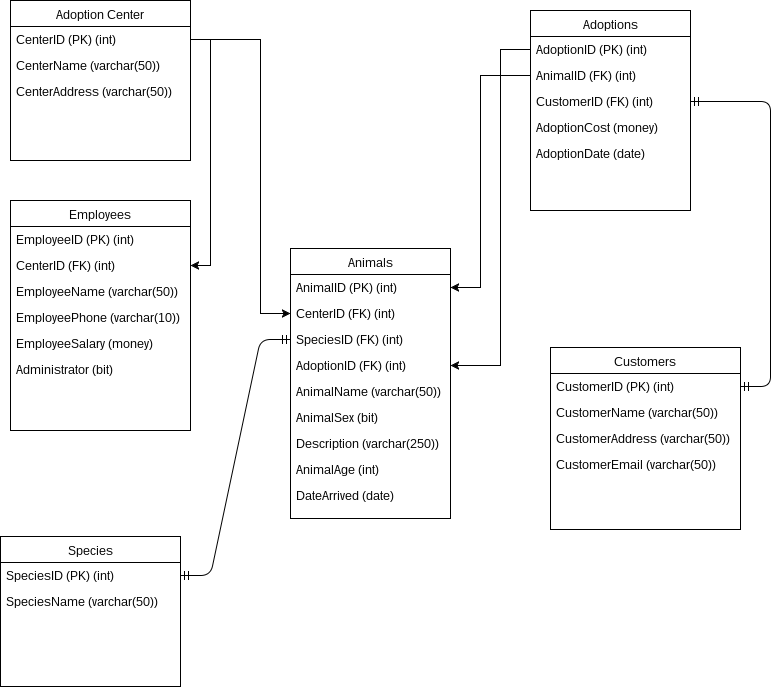 Adoption Center
CenterID (PK) (int)
CenterName (varchar(50))
CenterAddress (varchar(50))
Adoptions
AdoptionID (PK) (int)
AnimalID (FK) (int)
CustomerID (FK) (int)
AdoptionCost (money)
AdoptionDate (date)
Employees
EmployeeID (PK) (int)
CenterID (FK) (int)
EmployeeName (varchar(50))
EmployeePhone (varchar(10))
EmployeeSalary (money)
Administrator (bit)
Animals
AnimalID (PK) (int)
CenterID (FK) (int)
SpeciesID (FK) (int)
AdoptionID (FK) (int)
AnimalName (varchar(50))
AnimalSex (bit)
Description (varchar(250))
AnimalAge (int)
DateArrived (date)
Customers
CustomerID (PK) (int)
CustomerName (varchar(50))
CustomerAddress (varchar(50))
CustomerEmail (varchar(50))
Species
SpeciesID (PK) (int)
SpeciesName (varchar(50))